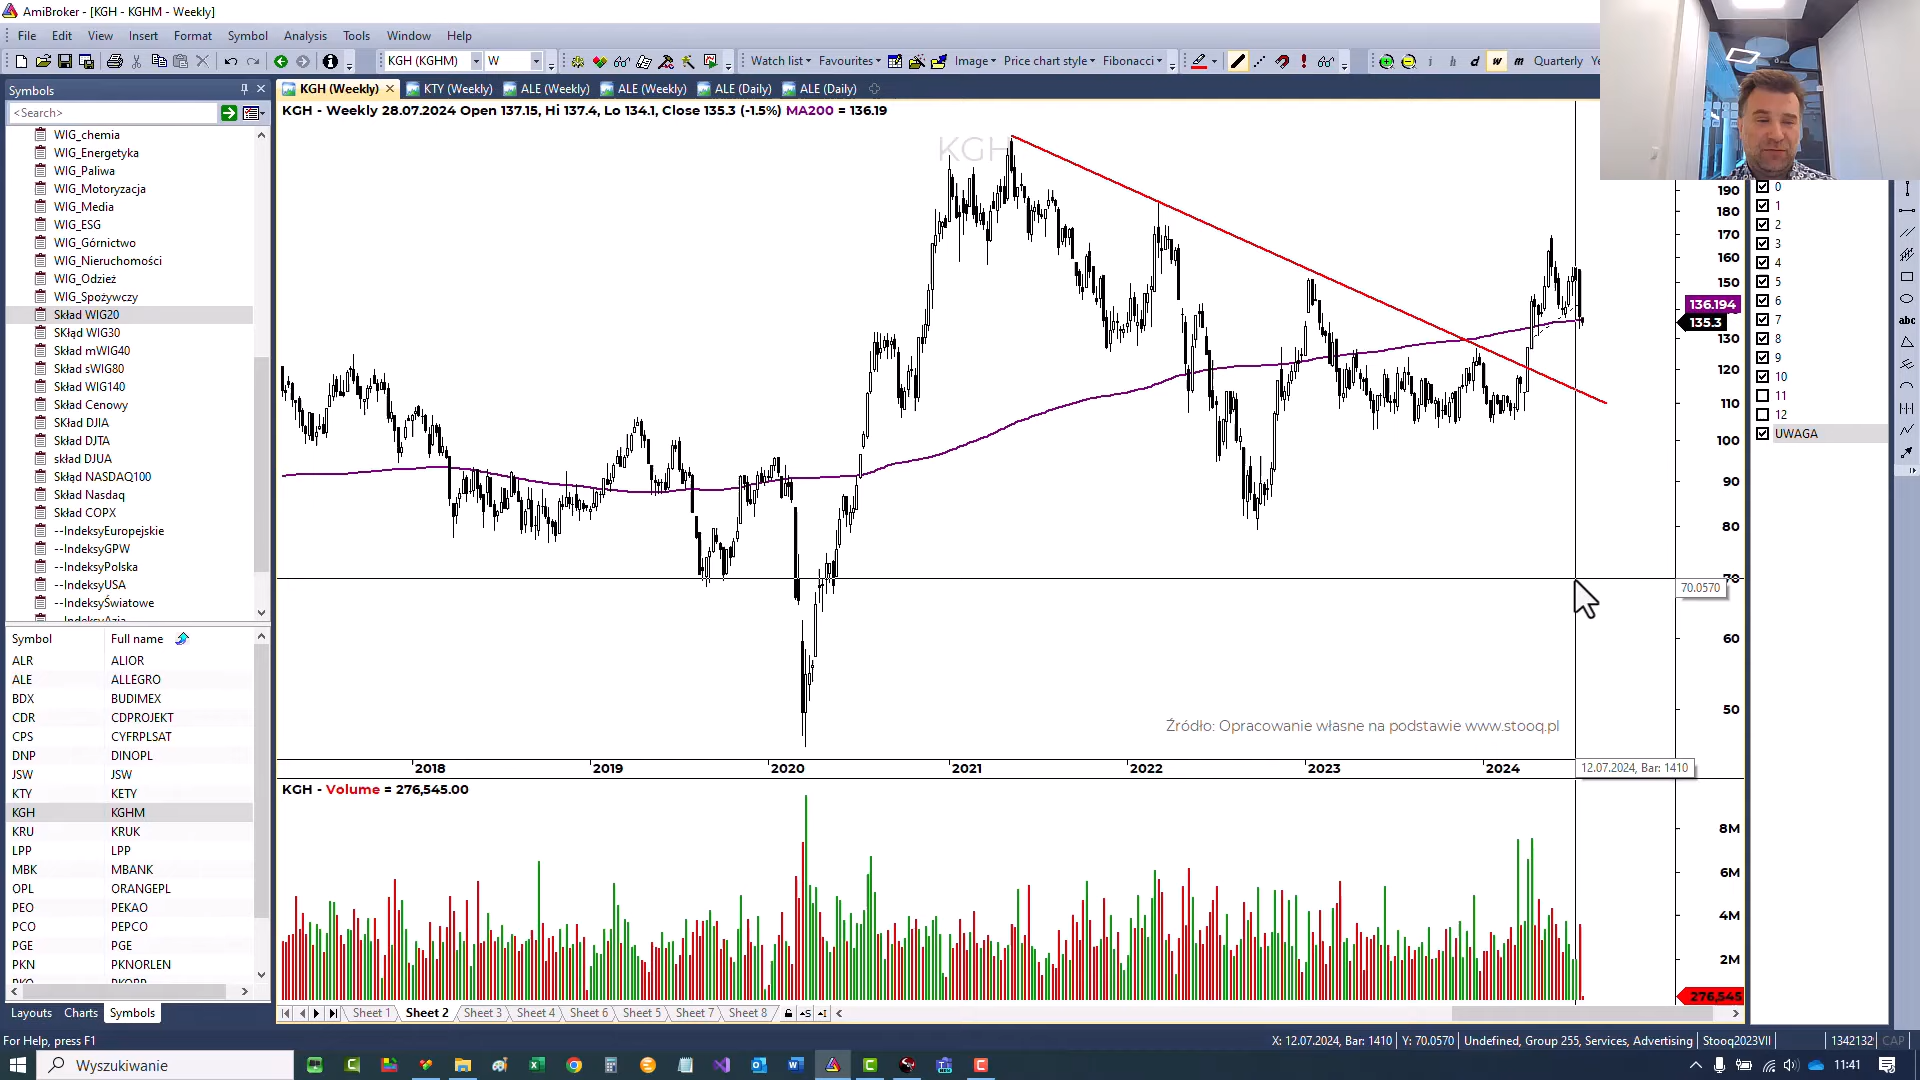 AmiBroker - [KGH - KGHM - Weekly]
File Edit View Insert Format Symbol Analysis Tools Window Help
KGH (KGHM) W Watch list Favourites Image Price chart style Fibonacci i h d w m Quarterly Ye
Symbols
<Search>
WIG_chemia
WIG_Energetyka
WIG_Paliwa
WIG_Motoryzacja
WIG_Media
WIG_ESG
WIG_Górnictwo
WIG_Nieruchomości
WIG_Odzież
WIG_Spożywczy
Skład WIG20
SKłąd WIG30
Skład mWIG40
Skład sWIG80
Skład WIG140
Skład Cenowy
SKład DJIA
Skład DJTA
skład DJUA
Skłąd NASDAQ100
Skład Nasdaq
Skład COPX
--IndeksyEuropejskie
--IndeksyGPW
--IndeksyPolska
--IndeksyUSA
--IndeksyŚwiatowe
--IndeksyAzja
Symbol Full name
ALR ALIOR
ALE ALLEGRO
BDX BUDIMEX
CDR CDPROJEKT
CPS CYFRPLSAT
DNP DINOPL
JSW JSW
KTY KETY
KGH KGHM
KRU KRUK
LPP LPP
MBK MBANK
OPL ORANGEPL
PEO PEKAO
PCO PEPCO
PGE PGE
PKN PKNORLEN
PKO PKOBP
Layouts Charts Symbols
KGH (Weekly) KTY (Weekly) ALE (Weekly) ALE (Weekly) ALE (Daily) ALE (Daily)
KGH - Weekly 28.07.2024 Open 137.15, Hi 137.4, Lo 134.1, Close 135.3 (-1.5%) MA200 = 136.19
KGH
190
180
170
160
150
136.194
135.3
130
120
110
100
90
80
70
70.0570
60
50
Źródło: Opracowanie własne na podstawie www.stooq.pl
2018 2019 2020 2021 2022 2023 2024
12.07.2024, Bar: 1410
KGH - Volume = 276,545.00
8M
6M
4M
2M
276,545
Sheet 1 Sheet 2 Sheet 3 Sheet 4 Sheet 6 Sheet 5 Sheet 7 Sheet 8
0
1
2
3
4
5
6
7
8
9
10
11
12
UWAGA
abc
For Help, press F1
X: 12.07.2024, Bar: 1410 Y: 70.0570 Undefined, Group 255, Services, Advertising Stooq2023VII 1342132 CAP
Wyszukiwanie
11:41